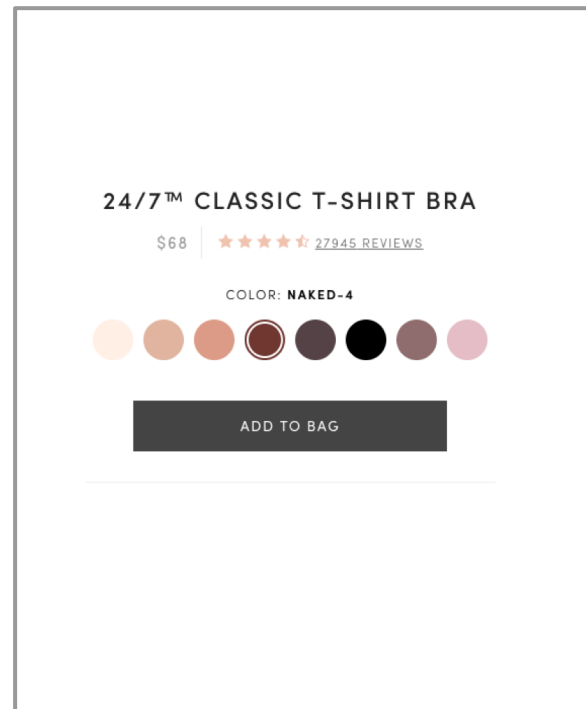 24/7™ CLASSIC T-SHIRT BRA
$68 27945 REVIEWS
COLOR: NAKED-4
ADD TO BAG